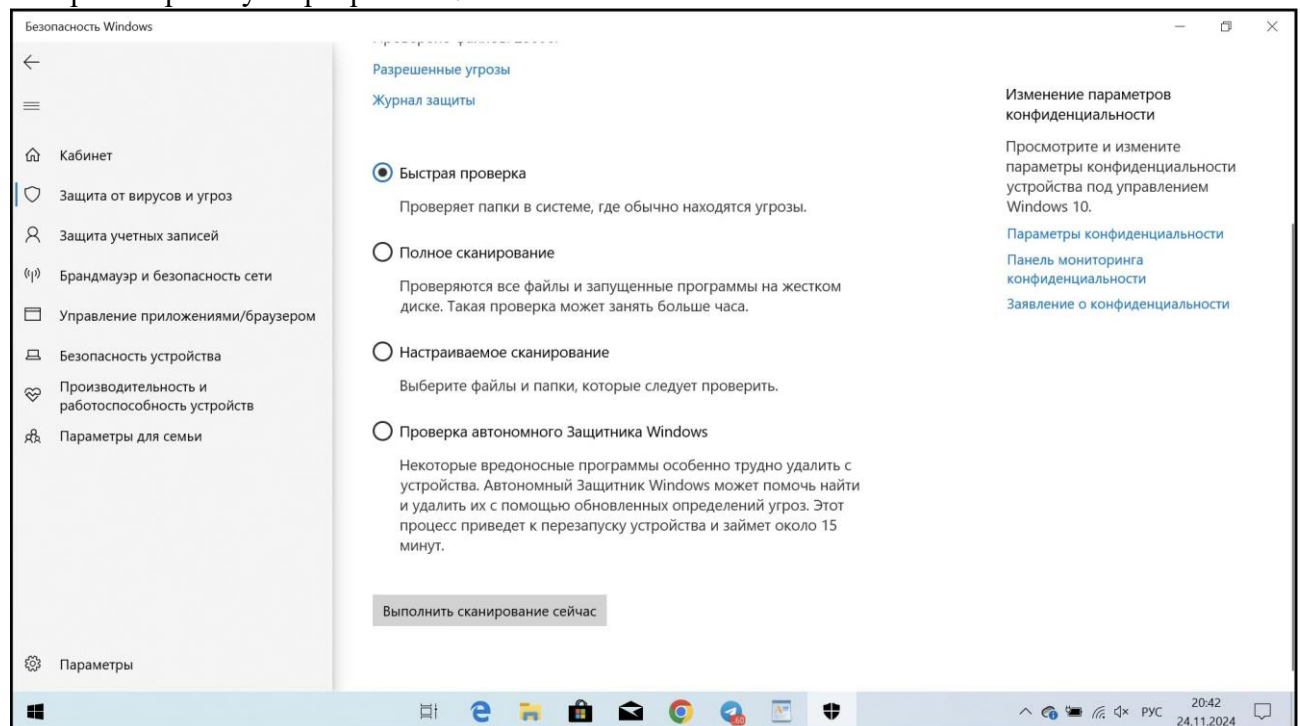 Безопасность Windows
Разрешенные угрозы
Журнал защиты
Кабинет
Защита от вирусов и угроз
Защита учетных записей
Брандмауэр и безопасность сети
Управление приложениями/браузером
Безопасность устройства
Производительность и
работоспособность устройств
Параметры для семьи
Параметры
Быстрая проверка
Проверяет папки в системе, где обычно находятся угрозы.
Полное сканирование
Проверяются все файлы и запущенные программы на жестком
диске. Такая проверка может занять больше часа.
Настраиваемое сканирование
Выберите файлы и папки, которые следует проверить.
Проверка автономного Защитника Windows
Некоторые вредоносные программы особенно трудно удалить с
устройства. Автономный Защитник Windows может помочь найти
и удалить их с помощью обновленных определений угроз. Этот
процесс приведет к перезапуску устройства и займет около 15
минут.
Выполнить сканирование сейчас
Изменение параметров
конфиденциальности
Просмотрите и измените
параметры конфиденциальности
устройства под управлением
Windows 10.
Параметры конфиденциальности
Панель мониторинга
конфиденциальности
Заявление о конфиденциальности
60
РУС
20:42
24.11.2024